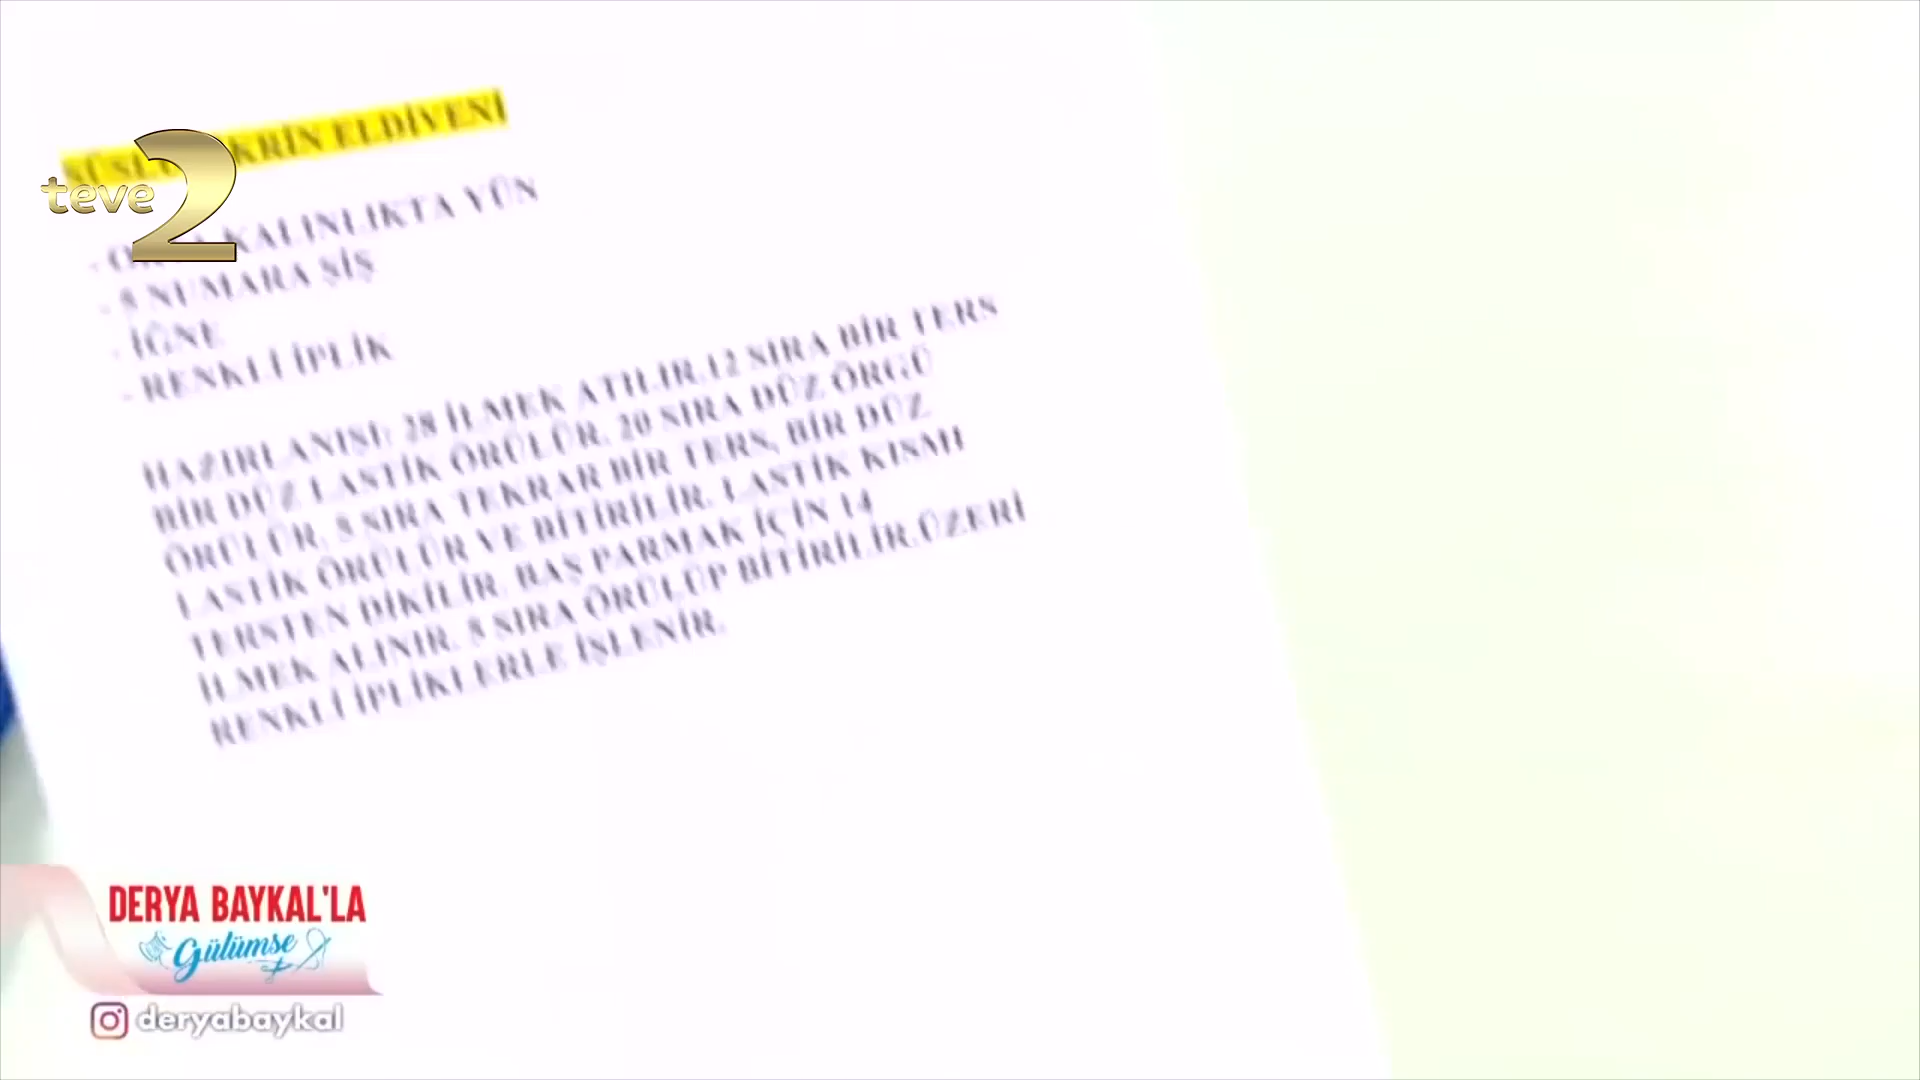 KRİN ELDİVENİ
teve2
- KALINLIKTA YÜN
- NUMARA ŞİŞ
- İĞNE
- RENKLİ İPLİK
HAZIRLANIŞI: 28 İLMEK ATILIR.12 SIRA BİR TERS
BİR DÜZ LASTİK ÖRÜLÜR. 20 SIRA DÜZ ÖRGÜ
ÖRÜLÜR. SIRA TEKRAR BİR TERS, BİR DÜZ
LASTİK ÖRÜLÜR VE BİTİRİLİR. LASTİK KISMI
TERSTEN DİKİLİR. BAŞ PARMAK İÇİN 14
İLMEK ALINIR. SIRA ÖRÜLÜP BİTİRİLİR.ÜZERİ
RENKLİ İPLİKLERLE İŞLENİR.
DERYA BAYKAL'LA
Gülümse
deryabaykal